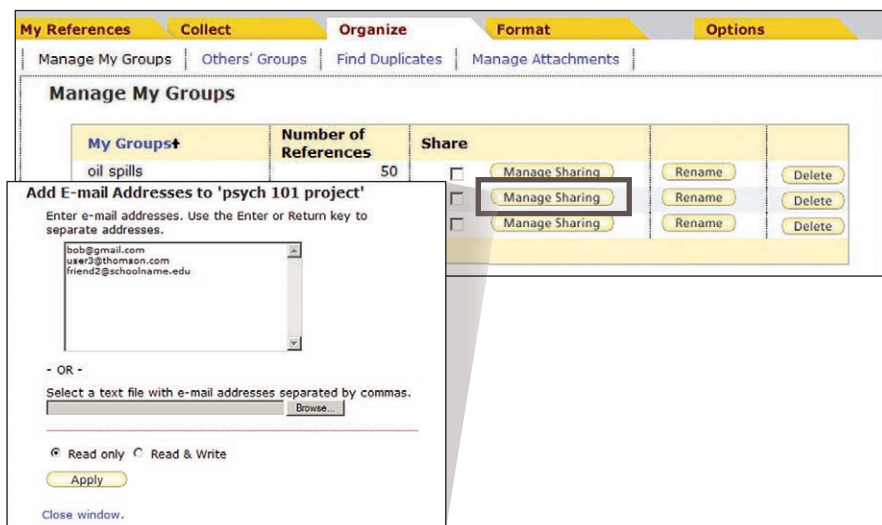 My References Collect Organize Format Options
Manage My Groups Others' Groups Find Duplicates Manage Attachments
Manage My Groups
My Groups Number of References Share
oil spills 50 Manage Sharing Rename Delete
Manage Sharing Rename Delete
Manage Sharing Rename Delete
Add E-mail Addresses to 'psych 101 project'
Enter e-mail addresses. Use the Enter or Return key to
separate addresses.
bob@gmail.com
user3@thomson.com
friend2@schoolname.edu
- OR -
Select a text file with e-mail addresses separated by commas.
Browse...
Read only Read & Write
Apply
Close window.